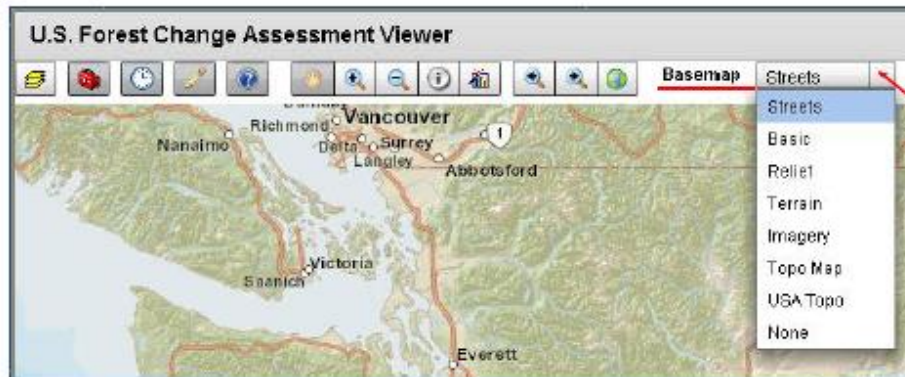 U.S. Forest Change Assessment Viewer
Basemap Streets
Streets
Basic
Relief
Terrain
Imagery
Topo Map
USA Topo
None
Vancouver
Richmond
1
Nanaimo
Delta Surrey
Langley
Abbotsford
Victoria
Saanich
Everett